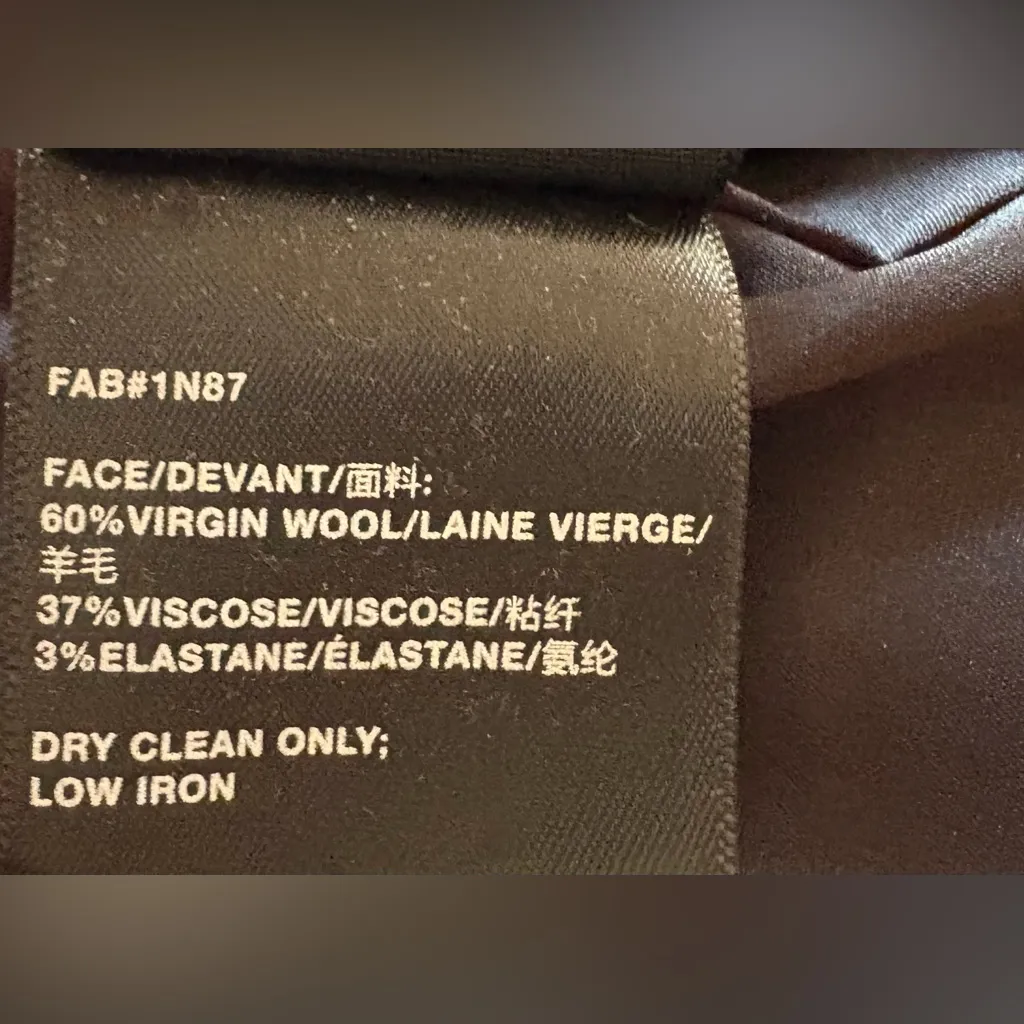 FAB#1N87
FACE/DEVANT/面料:
60%VIRGIN WOOL/LAINE VIERGE/
羊毛
37%VISCOSE/VISCOSE/粘纤
3%ELASTANE/ÉLASTANE/氨纶
DRY CLEAN ONLY;
LOW IRON